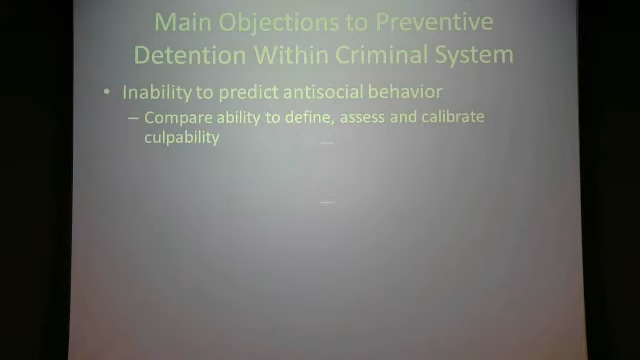 Main Objections to Preventive
Detention Within Criminal System
• Inability to predict antisocial behavior
– Compare ability to define, assess and calibrate
culpability